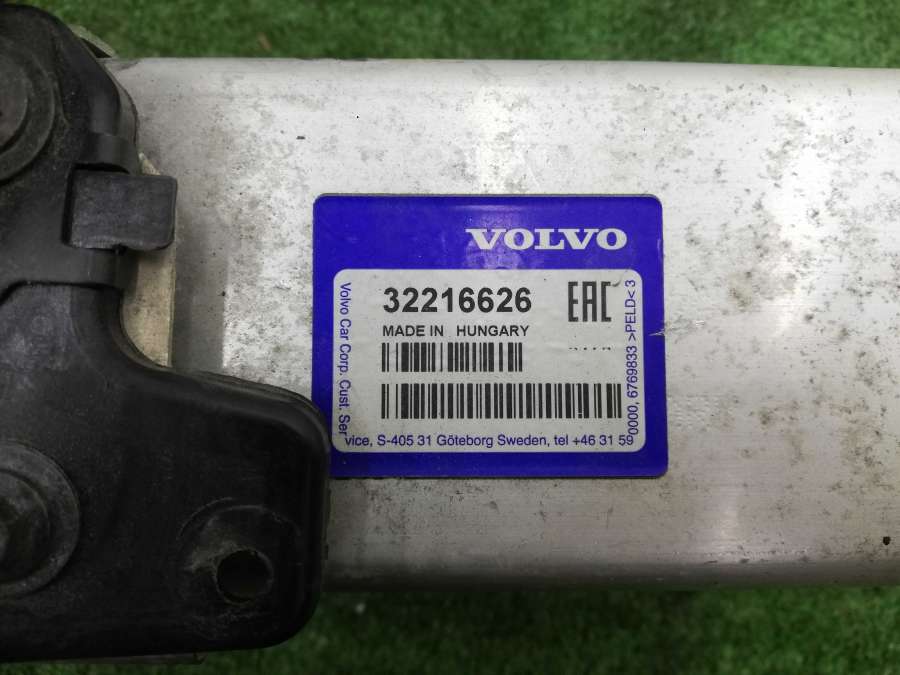 VOLVO
32216626
EAC
MADE IN HUNGARY
Volvo Car Corp. Cust. Ser
vice, S-405 31 Göteborg Sweden, tel +46 31 59
0000, 6769833 >PELD< 3